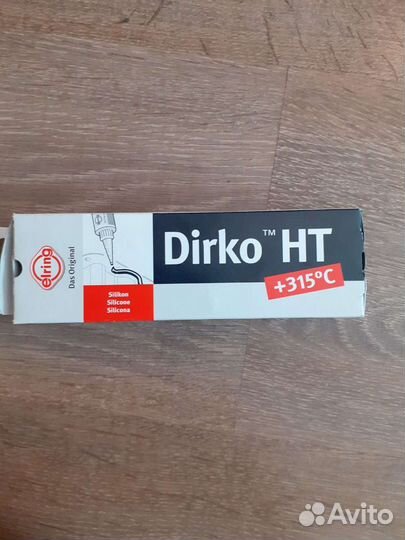 elring
Das Original
Silikon
Silicone
Silicona
Dirko™ HT
+315°C
Avito